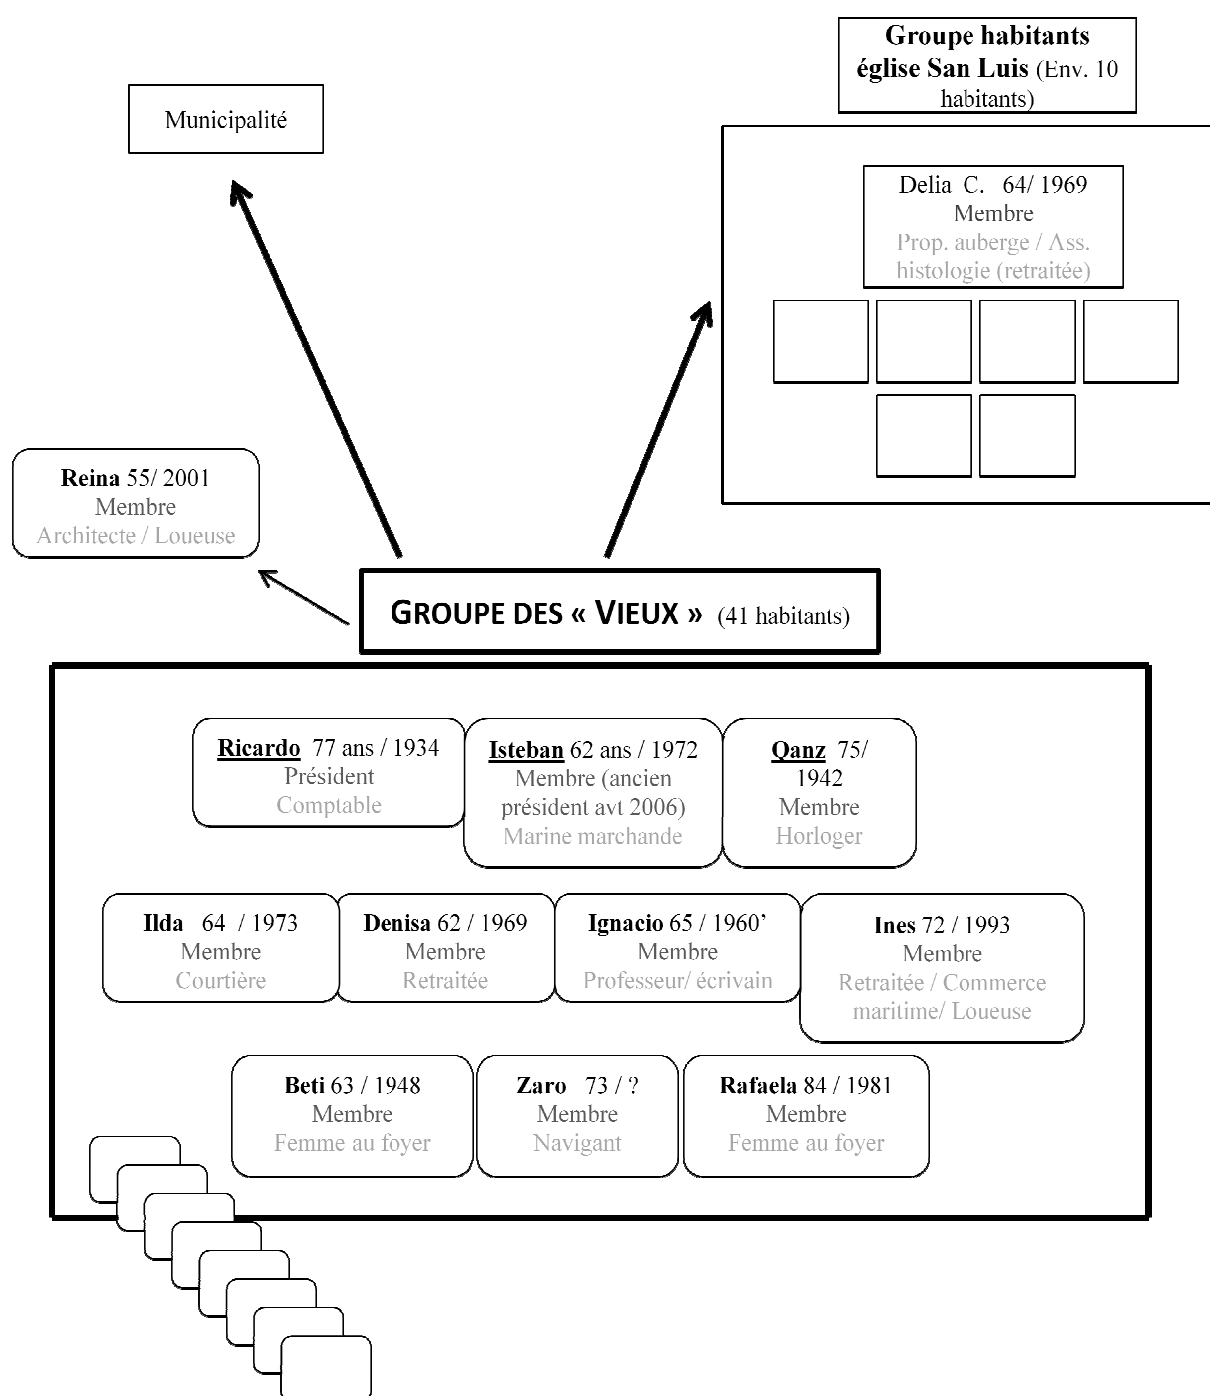 Groupe habitants
église San Luis (Env. 10
habitants)
Municipalité
Delia C. 64/ 1969
Membre
Prop. auberge / Ass.
histologie (retraitée)
Reina 55/ 2001
Membre
Architecte / Loueuse
GROUPE DES « VIEUX » (41 habitants)
Ricardo 77 ans / 1934
Président
Comptable
Isteban 62 ans / 1972
Membre (ancien
président avt 2006)
Marine marchande
Qanz 75/
1942
Membre
Horloger
Ilda 64 / 1973
Membre
Courtière
Denisa 62 / 1969
Membre
Retraitée
Ignacio 65 / 1960’
Membre
Professeur/ écrivain
Ines 72 / 1993
Membre
Retraitée / Commerce
maritime/ Loueuse
Beti 63 / 1948
Membre
Femme au foyer
Zaro 73 / ?
Membre
Navigant
Rafaela 84 / 1981
Membre
Femme au foyer